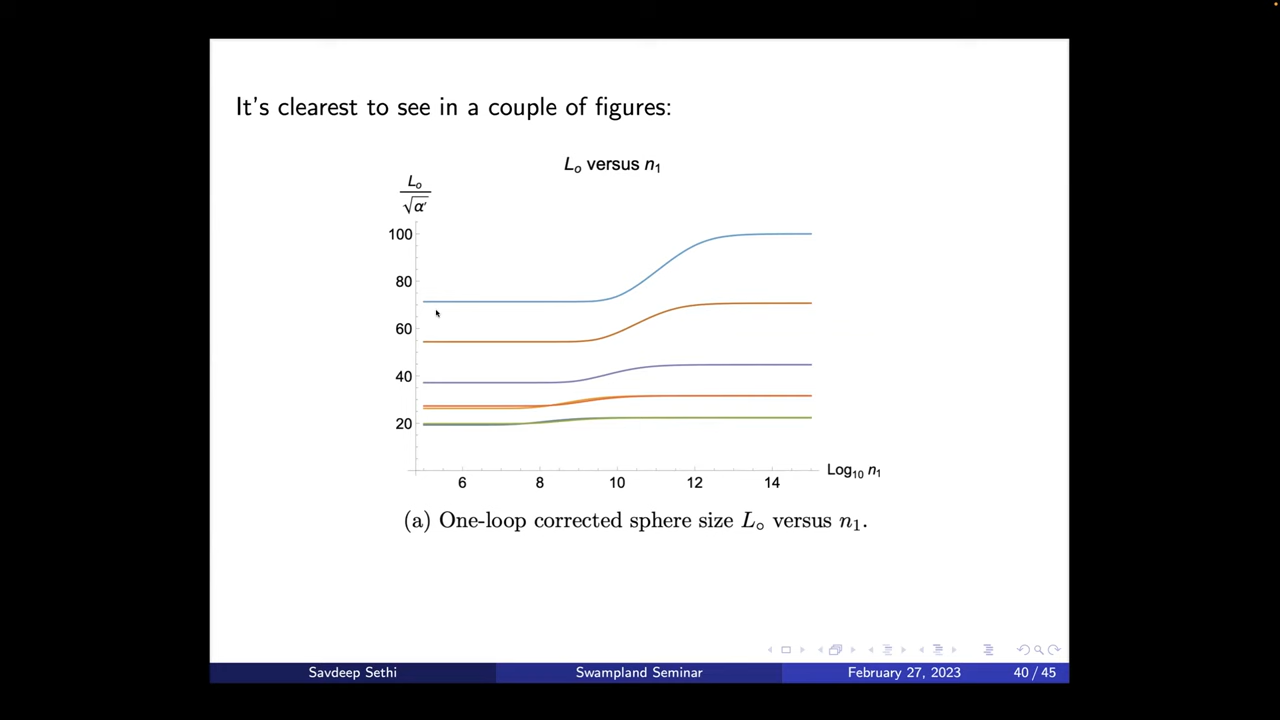 It's clearest to see in a couple of figures:
L₀ versus n₁
L₀
√α′
100
80
60
40
20
6 8 10 12 14
Log₁₀ n₁
(a) One-loop corrected sphere size L∘ versus n₁.
Savdeep Sethi
Swampland Seminar
February 27, 2023
40 / 45